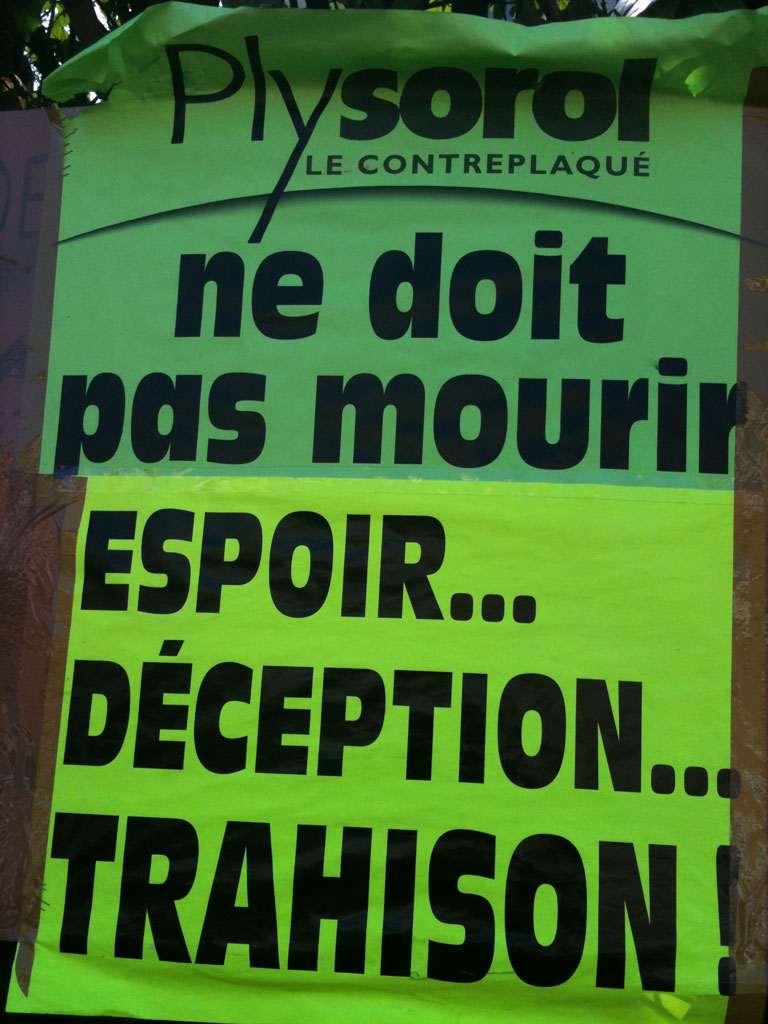 Plysorol
LE CONTREPLAQUÉ
ne doit
pas mourir
ESPOIR...
DÉCEPTION...
TRAHISON !